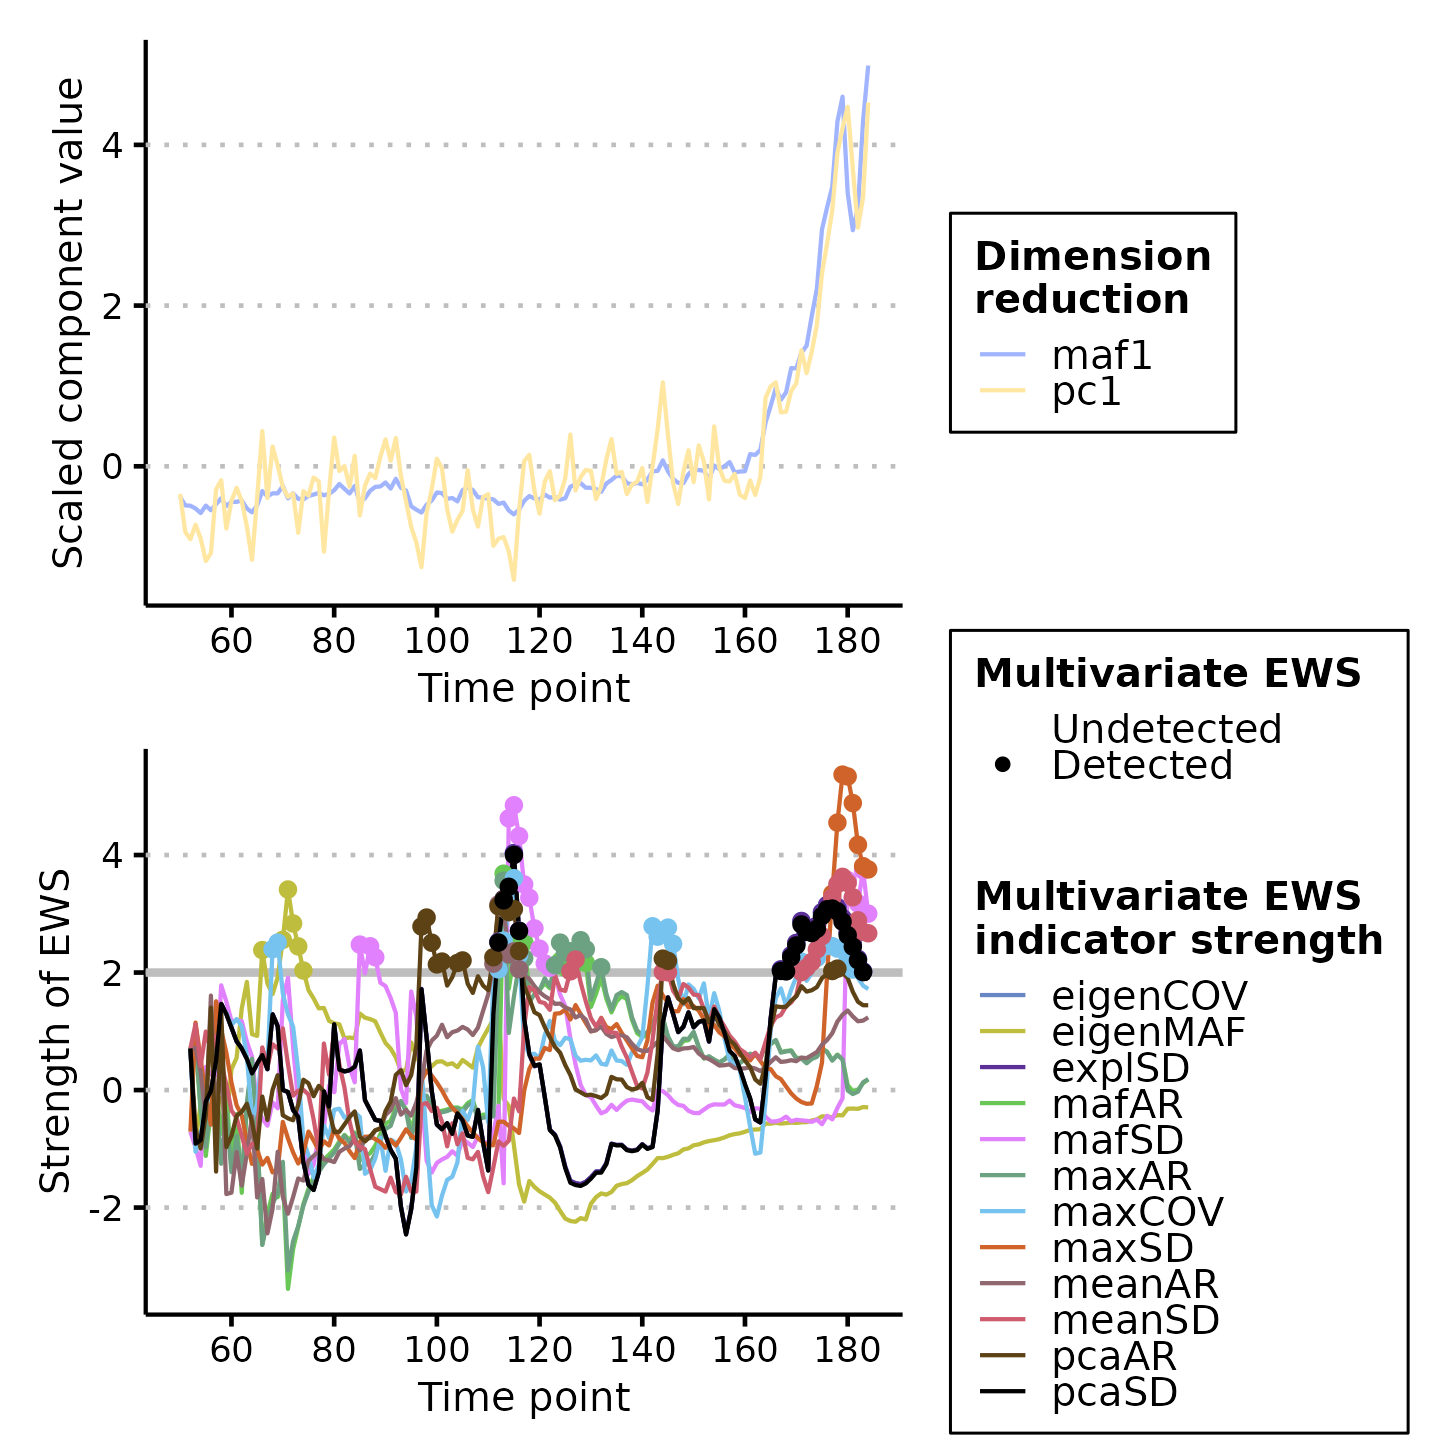 Scaled component value
4
2
0
60 80 100 120 140 160 180
Time point
Dimension
reduction
maf1
pc1
Strength of EWS
4
2
0
-2
60 80 100 120 140 160 180
Time point
Multivariate EWS
Undetected
Detected
Multivariate EWS
indicator strength
eigenCOV
eigenMAF
explSD
mafAR
mafSD
maxAR
maxCOV
maxSD
meanAR
meanSD
pcaAR
pcaSD